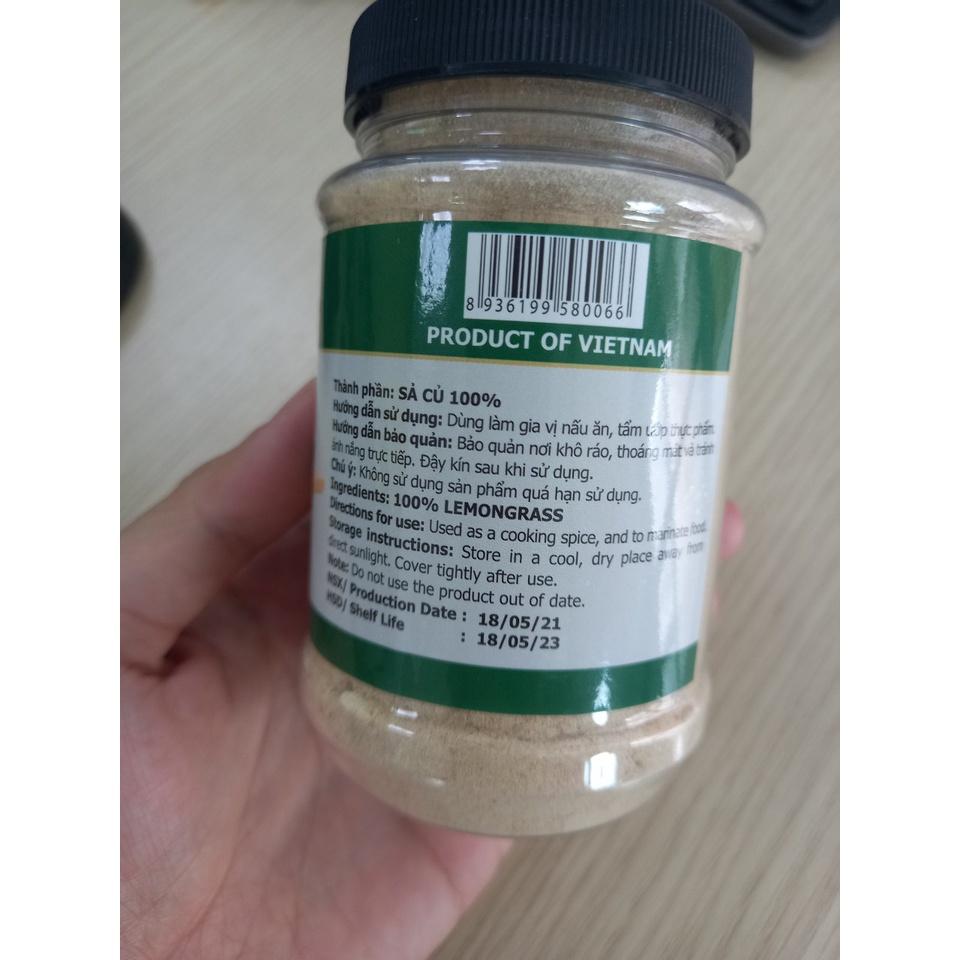 8 936199 580066
PRODUCT OF VIETNAM
Thành phần: SẢ CỦ 100%
Hướng dẫn sử dụng: Dùng làm gia vị nấu ăn, tẩm ướp thực phẩm.
Hướng dẫn bảo quản: Bảo quản nơi khô ráo, thoáng mát và tránh
ánh nắng trực tiếp. Đậy kín sau khi sử dụng.
Chú ý: Không sử dụng sản phẩm quá hạn sử dụng.
Ingredients: 100% LEMONGRASS
Directions for use: Used as a cooking spice, and to marinate food.
Storage instructions: Store in a cool, dry place away from
direct sunlight. Cover tightly after use.
Note: Do not use the product out of date.
NSX/ Production Date : 18/05/21
HSD/ Shelf Life : 18/05/23